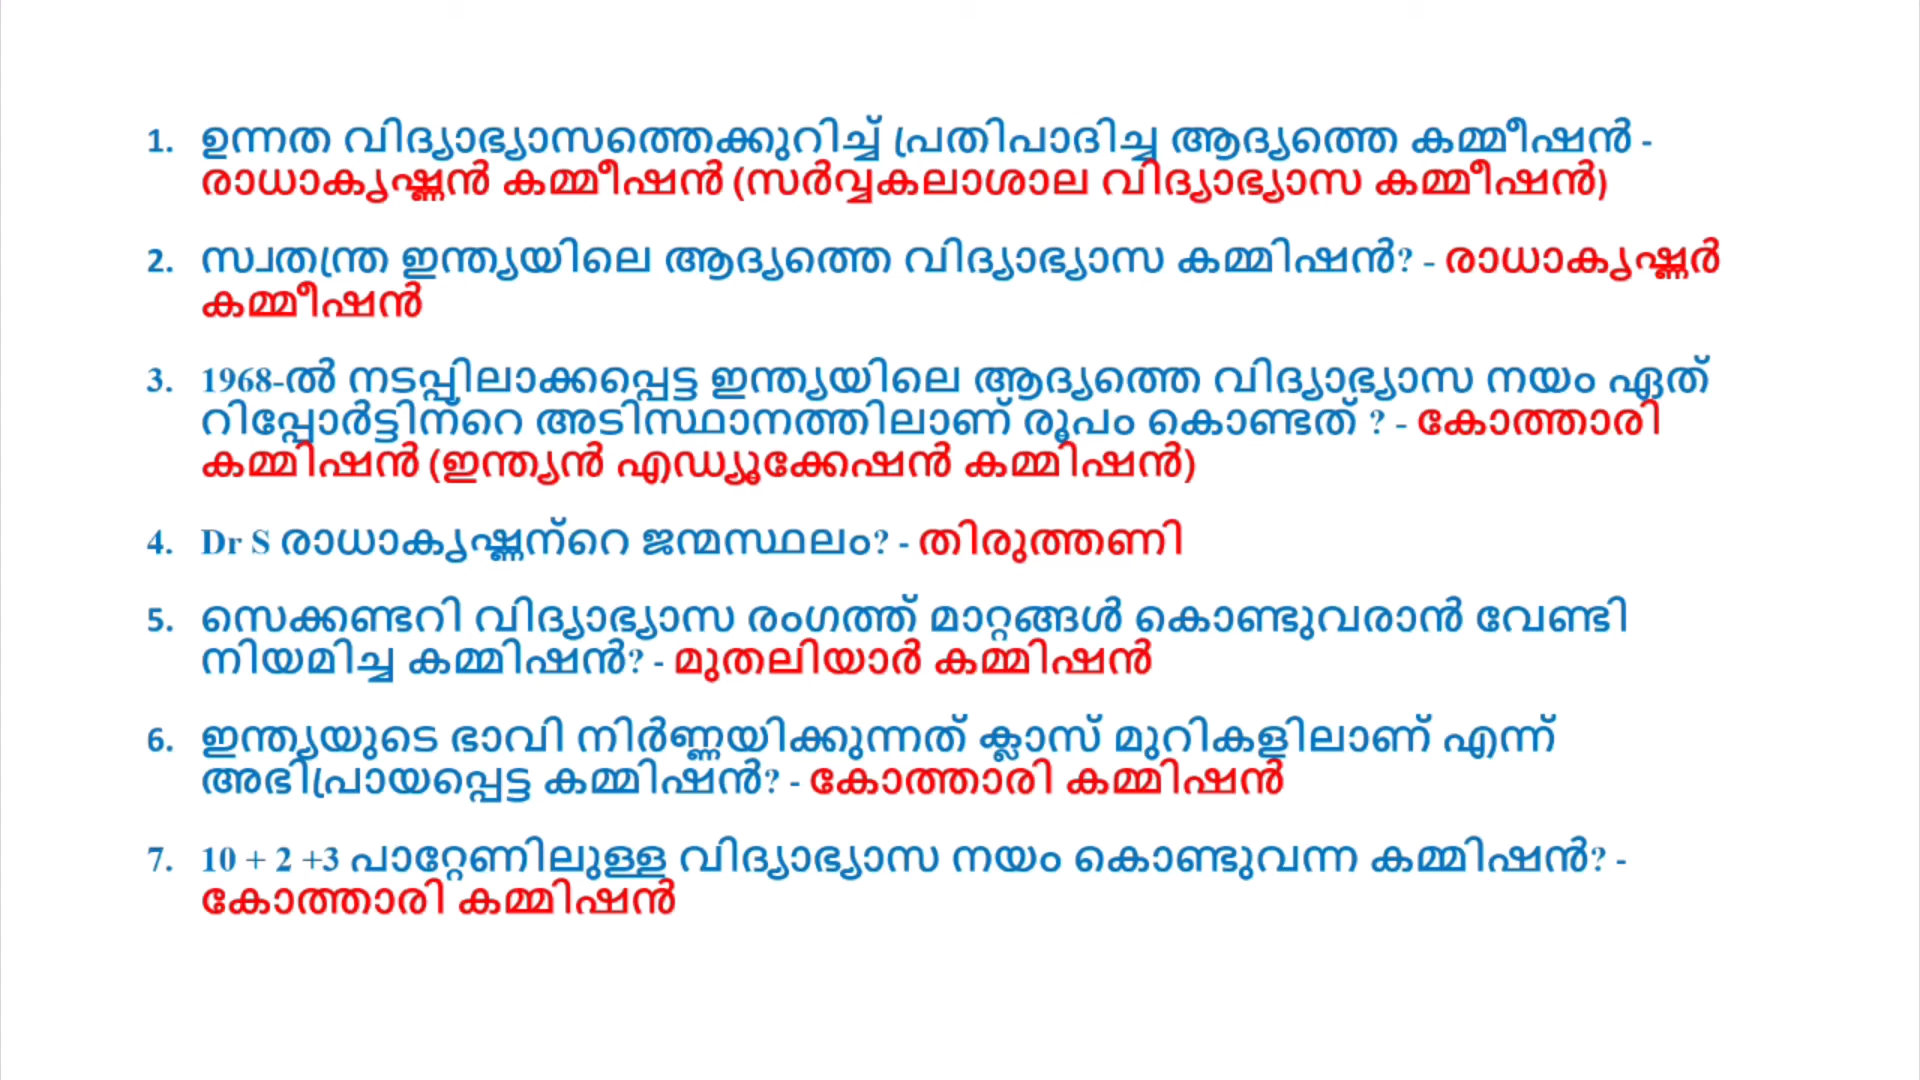 1. ഉന്നത വിദ്യാഭ്യാസത്തെക്കുറിച്ച് പ്രതിപാദിച്ച ആദ്യത്തെ കമ്മീഷൻ -
രാധാകൃഷ്ണൻ കമ്മീഷൻ (സർവ്വകലാശാല വിദ്യാഭ്യാസ കമ്മീഷൻ)
2. സ്വതന്ത്ര ഇന്ത്യയിലെ ആദ്യത്തെ വിദ്യാഭ്യാസ കമ്മിഷൻ? - രാധാകൃഷ്ണർ
കമ്മീഷൻ
3. 1968-ൽ നടപ്പിലാക്കപ്പെട്ട ഇന്ത്യയിലെ ആദ്യത്തെ വിദ്യാഭ്യാസ നയം ഏത്
റിപ്പോർട്ടിന്റെ അടിസ്ഥാനത്തിലാണ് രൂപം കൊണ്ടത് ? - കോത്താരി
കമ്മിഷൻ (ഇന്ത്യൻ എഡ്യൂക്കേഷൻ കമ്മിഷൻ)
4. Dr S രാധാകൃഷ്ണന്റെ ജന്മസ്ഥലം? - തിരുത്തണി
5. സെക്കണ്ടറി വിദ്യാഭ്യാസ രംഗത്ത് മാറ്റങ്ങൾ കൊണ്ടുവരാൻ വേണ്ടി
നിയമിച്ച കമ്മിഷൻ? - മുതലിയാർ കമ്മിഷൻ
6. ഇന്ത്യയുടെ ഭാവി നിർണ്ണയിക്കുന്നത് ക്ലാസ് മുറികളിലാണ് എന്ന്
അഭിപ്രായപ്പെട്ട കമ്മിഷൻ? - കോത്താരി കമ്മിഷൻ
7. 10 + 2 +3 പാറ്റേണിലുള്ള വിദ്യാഭ്യാസ നയം കൊണ്ടുവന്ന കമ്മിഷൻ? -
കോത്താരി കമ്മിഷൻ